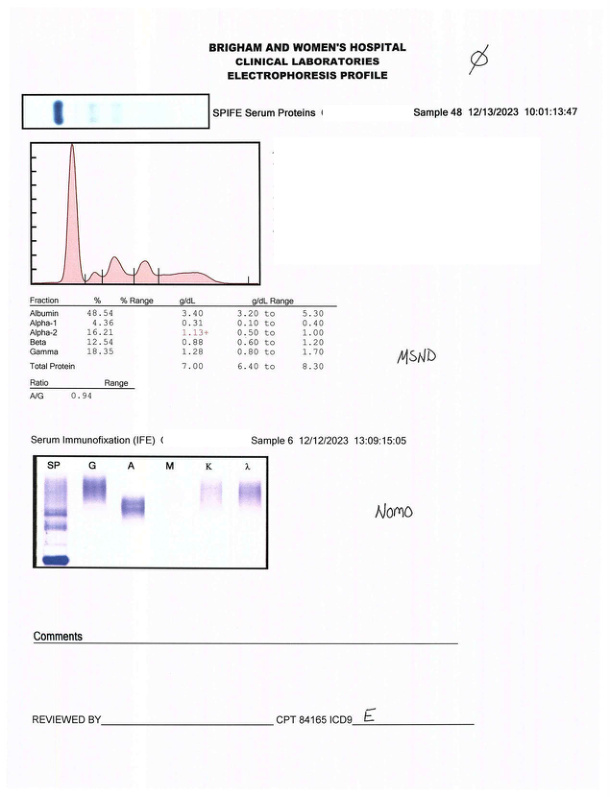 BRIGHAM AND WOMEN'S HOSPITAL
CLINICAL LABORATORIES
ELECTROPHORESIS PROFILE
Ø
SPIFE Serum Proteins ( Sample 48 12/13/2023 10:01:13:47
Fraction % % Range g/dL g/dL Range
Albumin 48.54 3.40 3.20 to 5.30
Alpha-1 4.36 0.31 0.10 to 0.40
Alpha-2 16.21 1.13+ 0.50 to 1.00
Beta 12.54 0.88 0.60 to 1.20
Gamma 18.35 1.28 0.80 to 1.70
Total Protein 7.00 6.40 to 8.30
MSND
Ratio Range
A/G 0.94
Serum Immunofixation (IFE) ( Sample 6 12/12/2023 13:09:15:05
SP G A M K λ
NomO
Comments
REVIEWED BY CPT 84165 ICD9 E